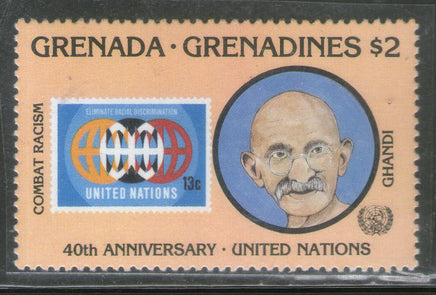 GRENADA · GRENADINES $2
COMBAT RACISM
ELIMINATE RACIAL DISCRIMINATION
13c
UNITED NATIONS
GHANDI
40th ANNIVERSARY · UNITED NATIONS